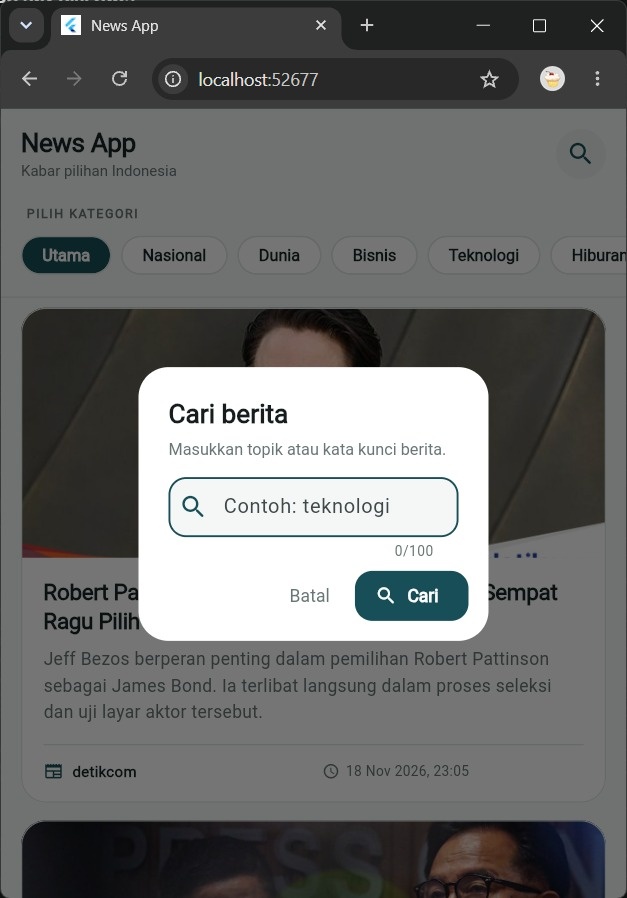 News App
localhost:52677
News App
Kabar pilihan Indonesia
PILIH KATEGORI
Utama
Nasional
Dunia
Bisnis
Teknologi
Hiburan
Cari berita
Masukkan topik atau kata kunci berita.
Contoh: teknologi
0/100
Batal
Cari
Robert Pa
Sempat
Ragu Pilih
Jeff Bezos berperan penting dalam pemilihan Robert Pattinson
sebagai James Bond. Ia terlibat langsung dalam proses seleksi
dan uji layar aktor tersebut.
detikcom
18 Nov 2026, 23:05
PRESS